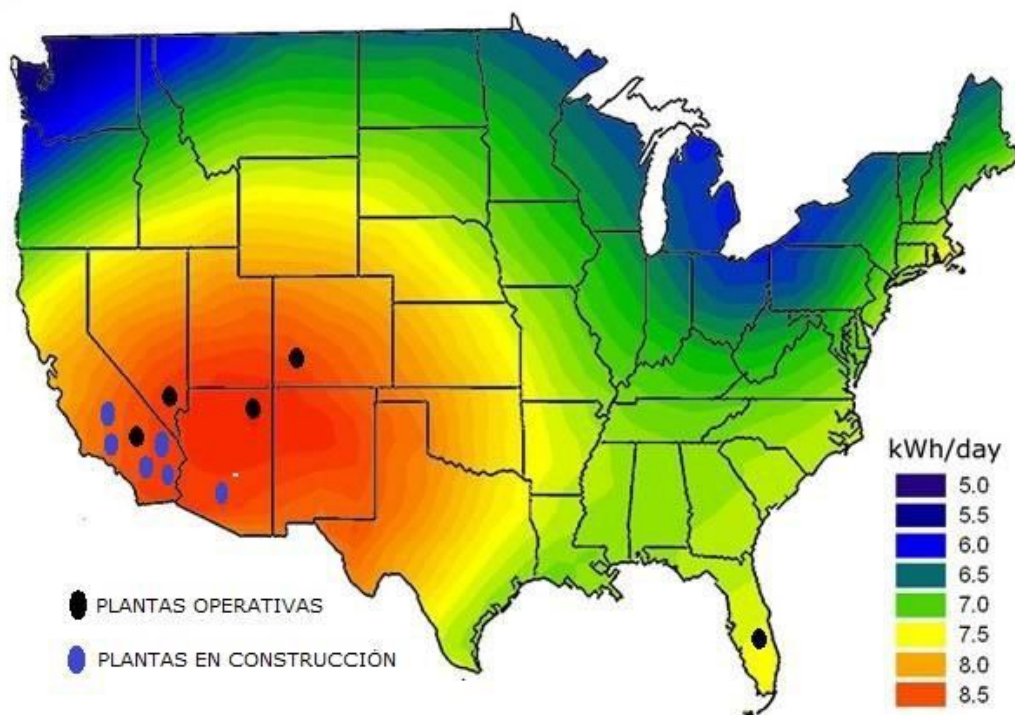 kWh/day
5.0
5.5
6.0
6.5
7.0
7.5
8.0
8.5
PLANTAS OPERATIVAS
PLANTAS EN CONSTRUCCIÓN